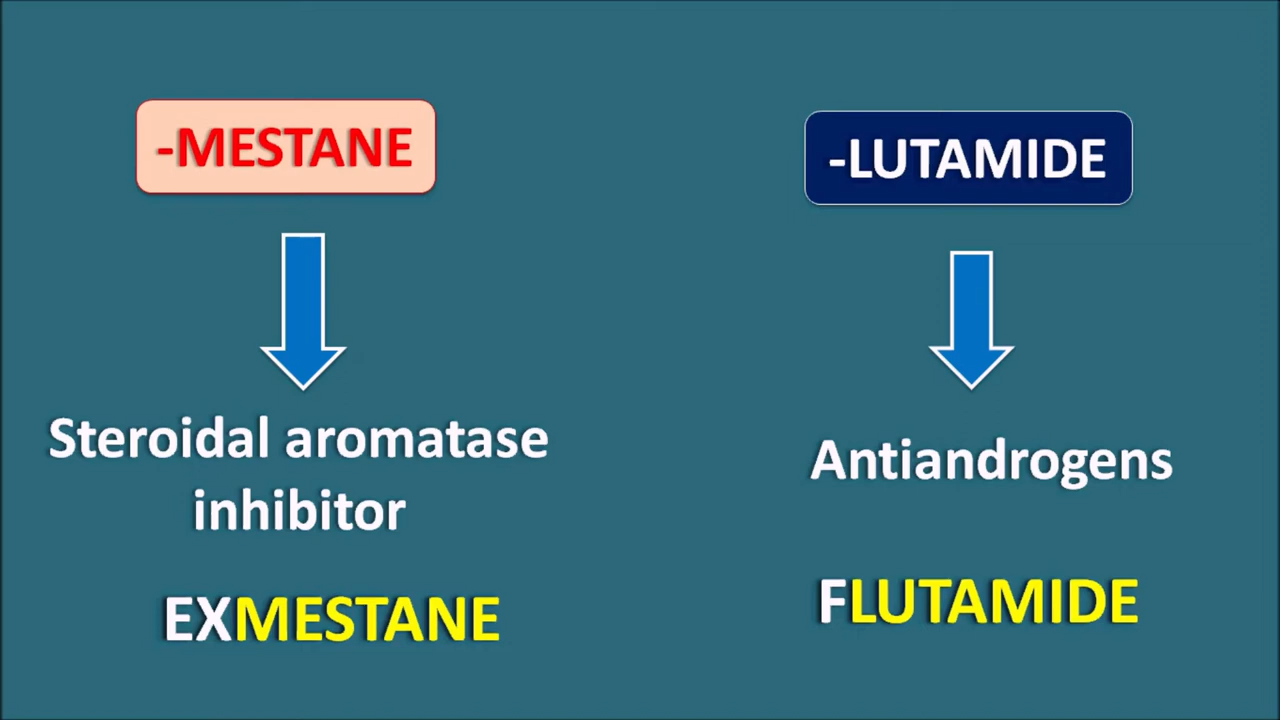 -MESTANE
Steroidal aromatase
inhibitor
EXMESTANE
-LUTAMIDE
Antiandrogens
FLUTAMIDE